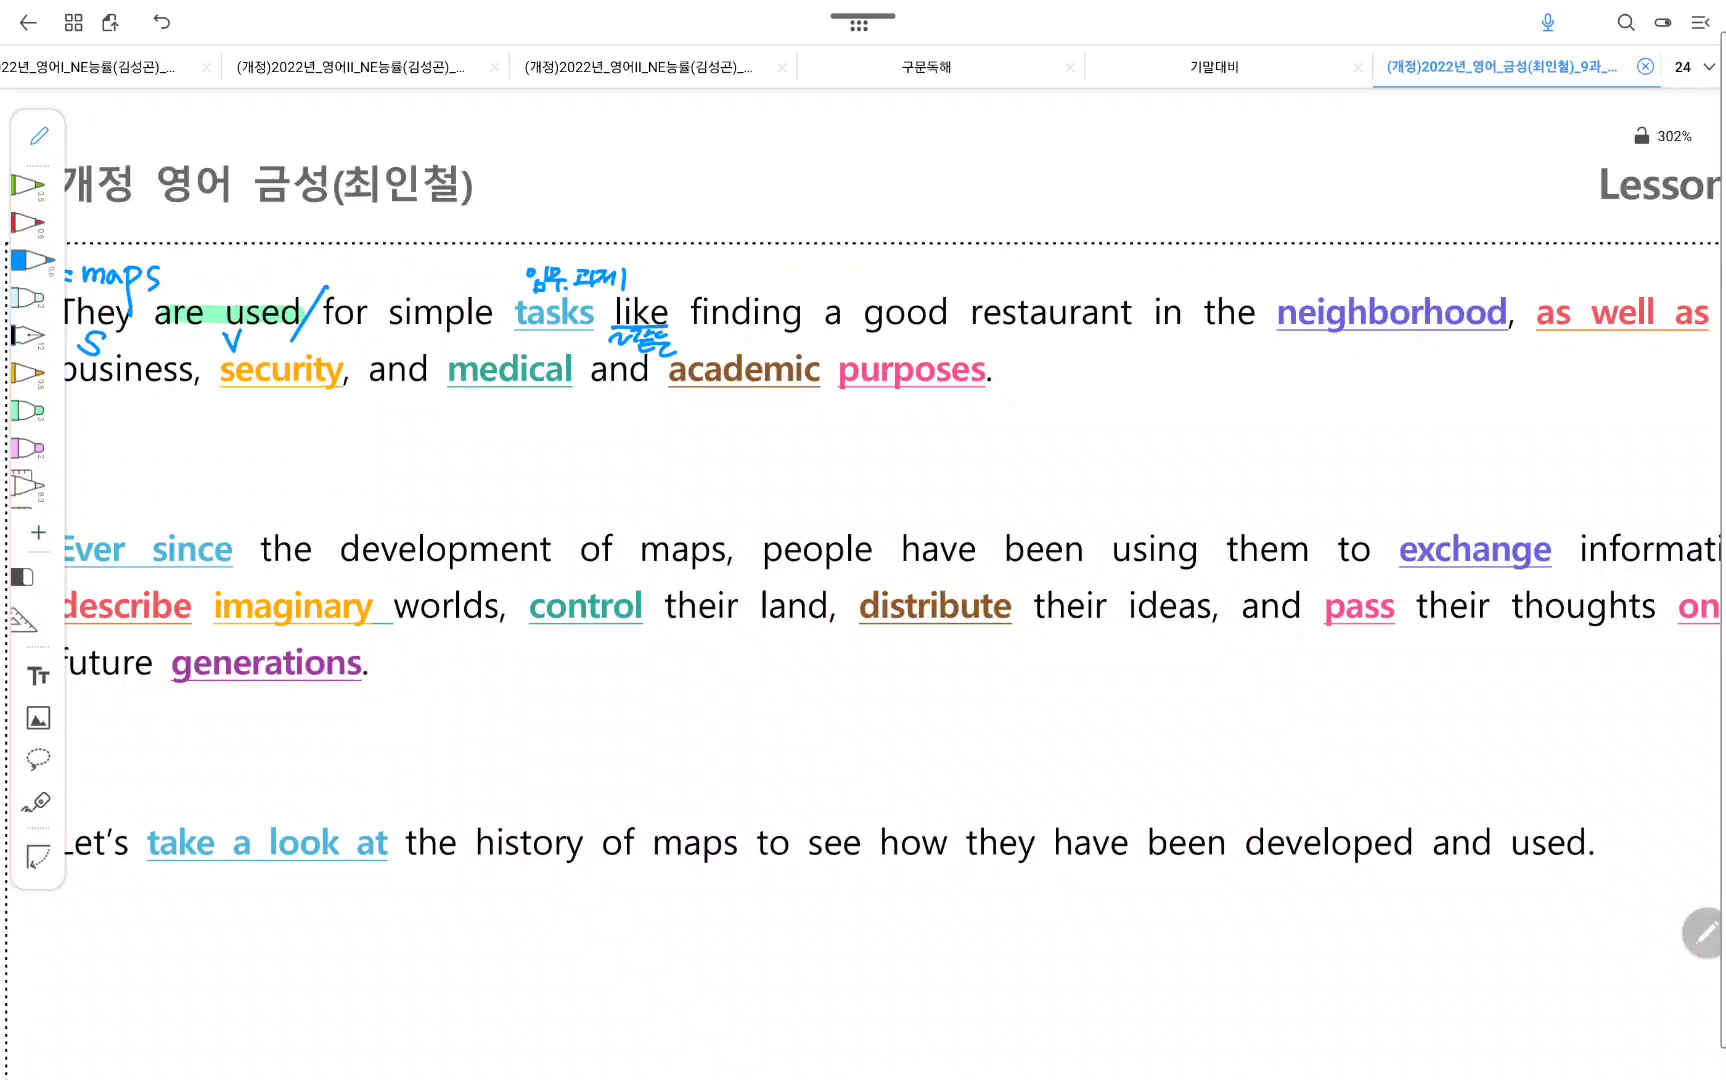 22년_영어I_NE능률(김성곤)_... (개정)2022년_영어II_NE능률(김성곤)_... (개정)2022년_영어II_NE능률(김성곤)_... 구문독해 기말대비 (개정)2022년_영어_금성(최인철)_9과_... 24
302%
개정 영어 금성(최인철) Lesson
= maps 임무. 과제
They are used / for simple tasks like finding a good restaurant in the neighborhood, as well as
S V ~같은
business, security, and medical and academic purposes.
Ever since the development of maps, people have been using them to exchange informati
describe imaginary worlds, control their land, distribute their ideas, and pass their thoughts on
future generations.
Let's take a look at the history of maps to see how they have been developed and used.